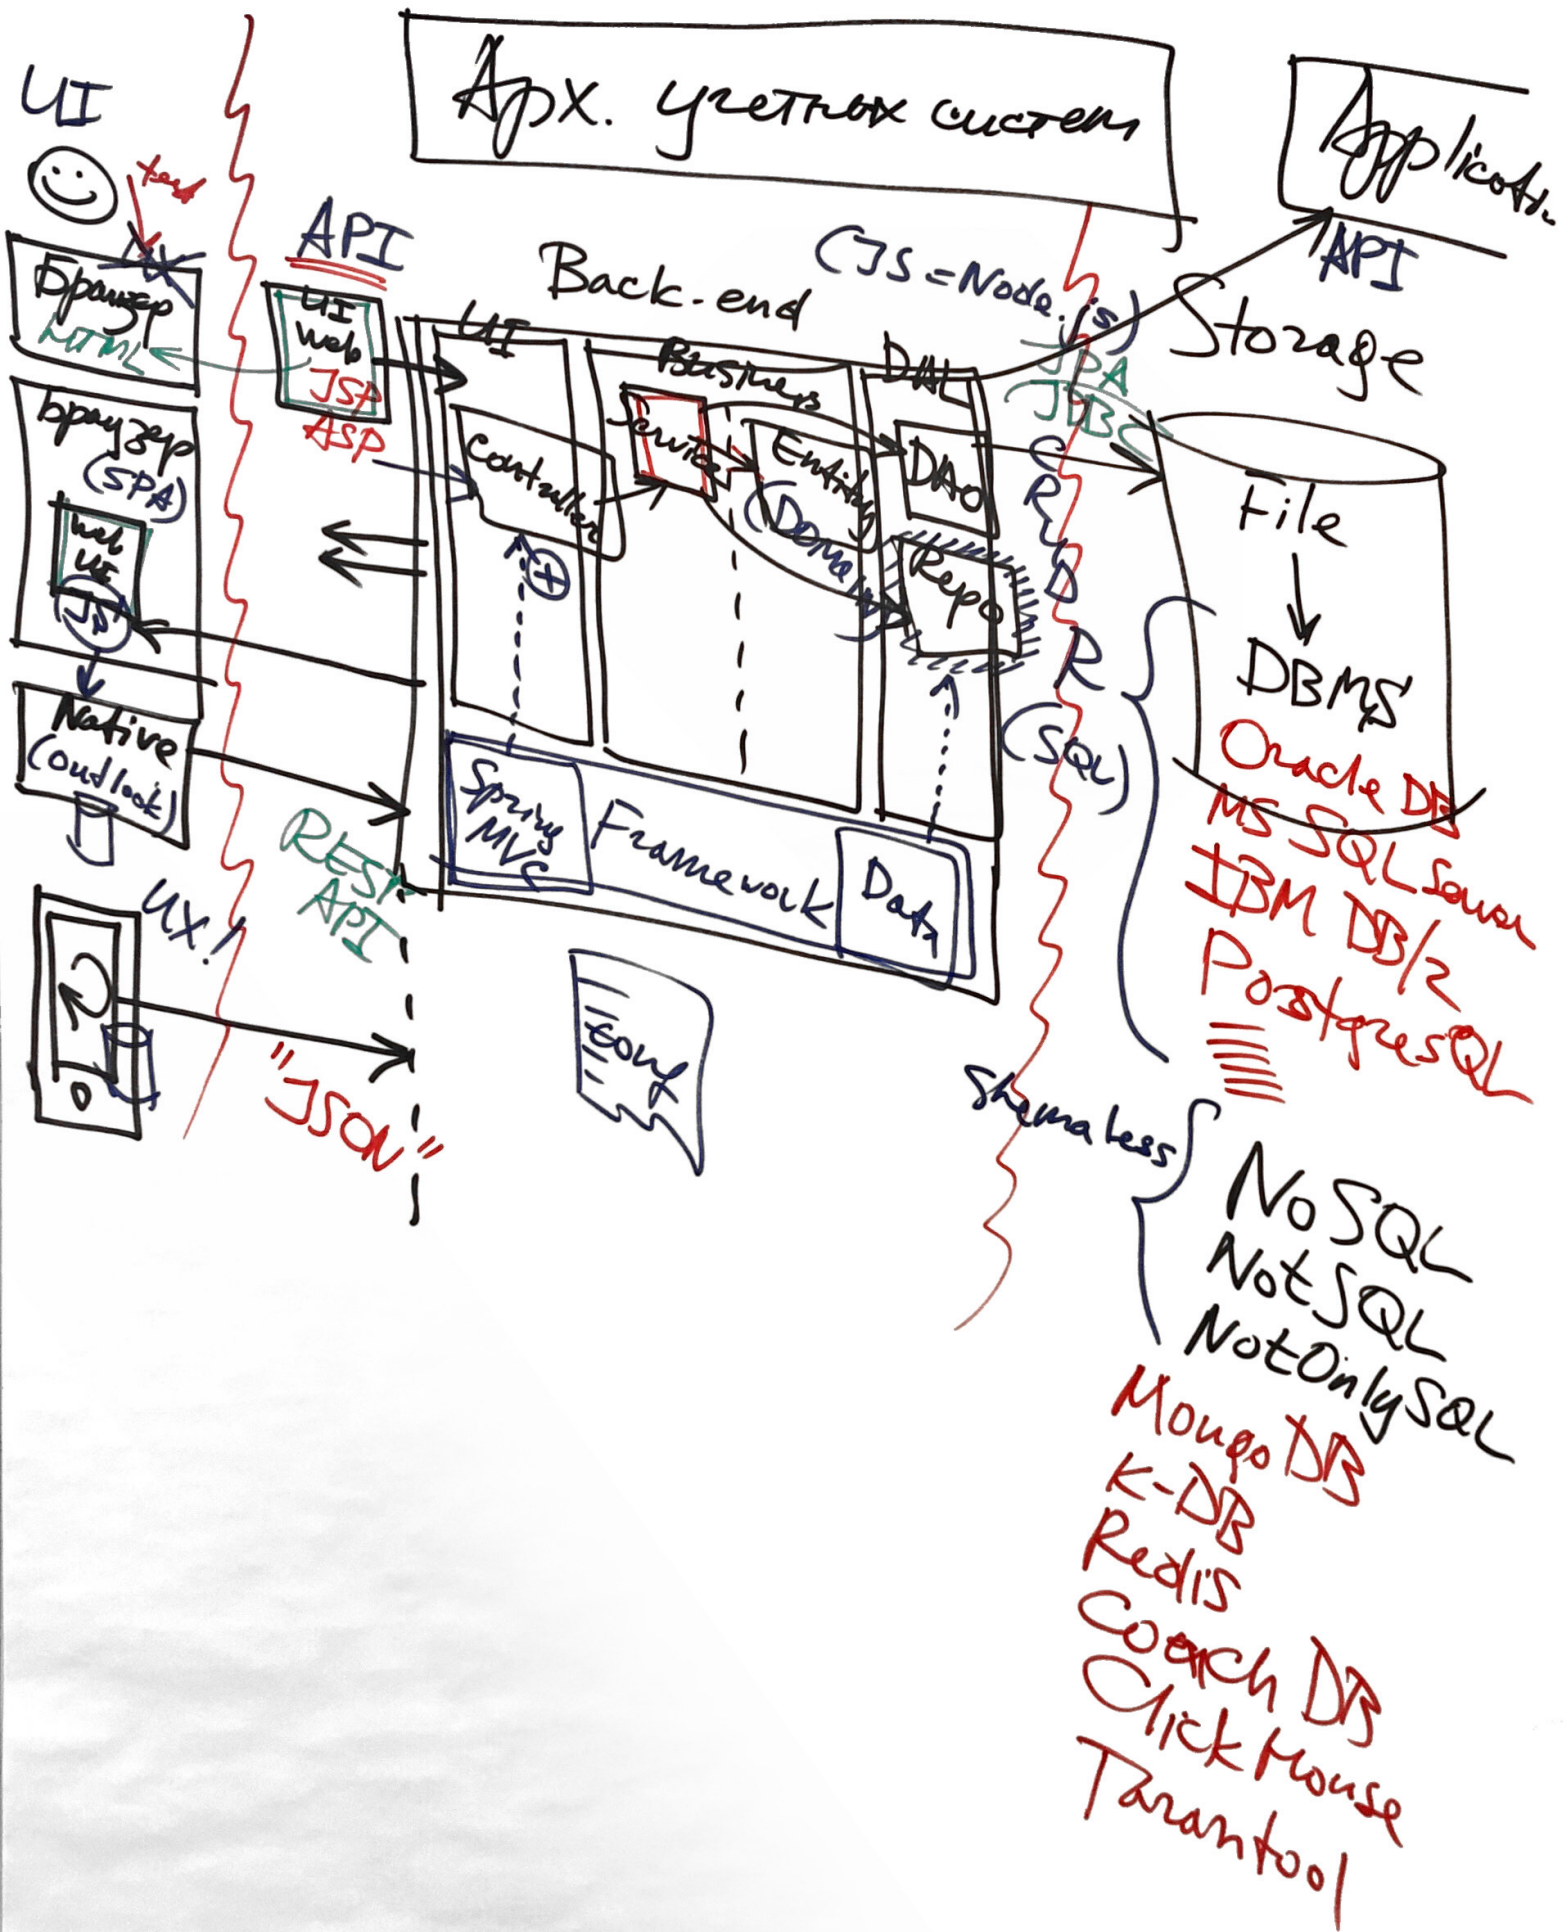 Арх. учетных систем
UI
test
Браузер
HTML
Браузер
(SPA)
Web
UI
JS
Native
(outlook)
UX!
API
UI
Web
JSP
ASP
REST
API
"JSON"
Back-end
(JS = Node.js)
UI
Controller
Business
Service
Entity
(Domain)
DAL
DAO
Repo
Spring
MVC
Framework
Data
conf
Applicatn.
API
Storage
JPA
JDBC
CRUD
R
(SQL)
File
DBMS
Oracle DB
MS SQL Server
IBM DB/2
PostgresQL
Shemaless
NoSQL
NotSQL
NotOnlySQL
MongoDB
K-DB
Redis
Coach DB
ClickHouse
Tarantool